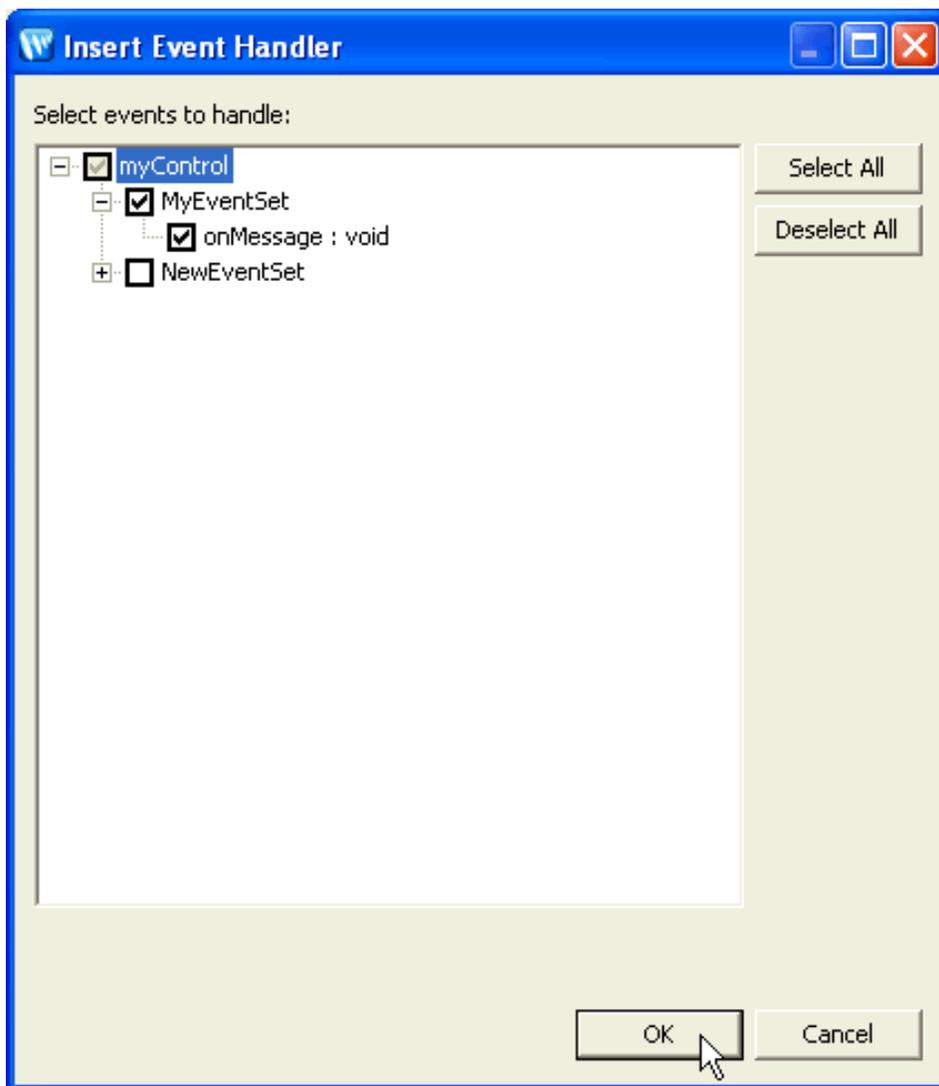 Insert Event Handler
Select events to handle:
myControl
MyEventSet
onMessage : void
NewEventSet
Select All
Deselect All
OK
Cancel